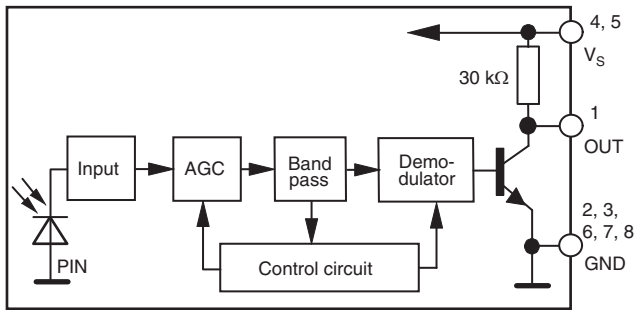 4, 5
V_S
30 kΩ
1
OUT
Input
AGC
Band
pass
Demo-
dulator
2, 3,
6, 7, 8
GND
PIN
Control circuit